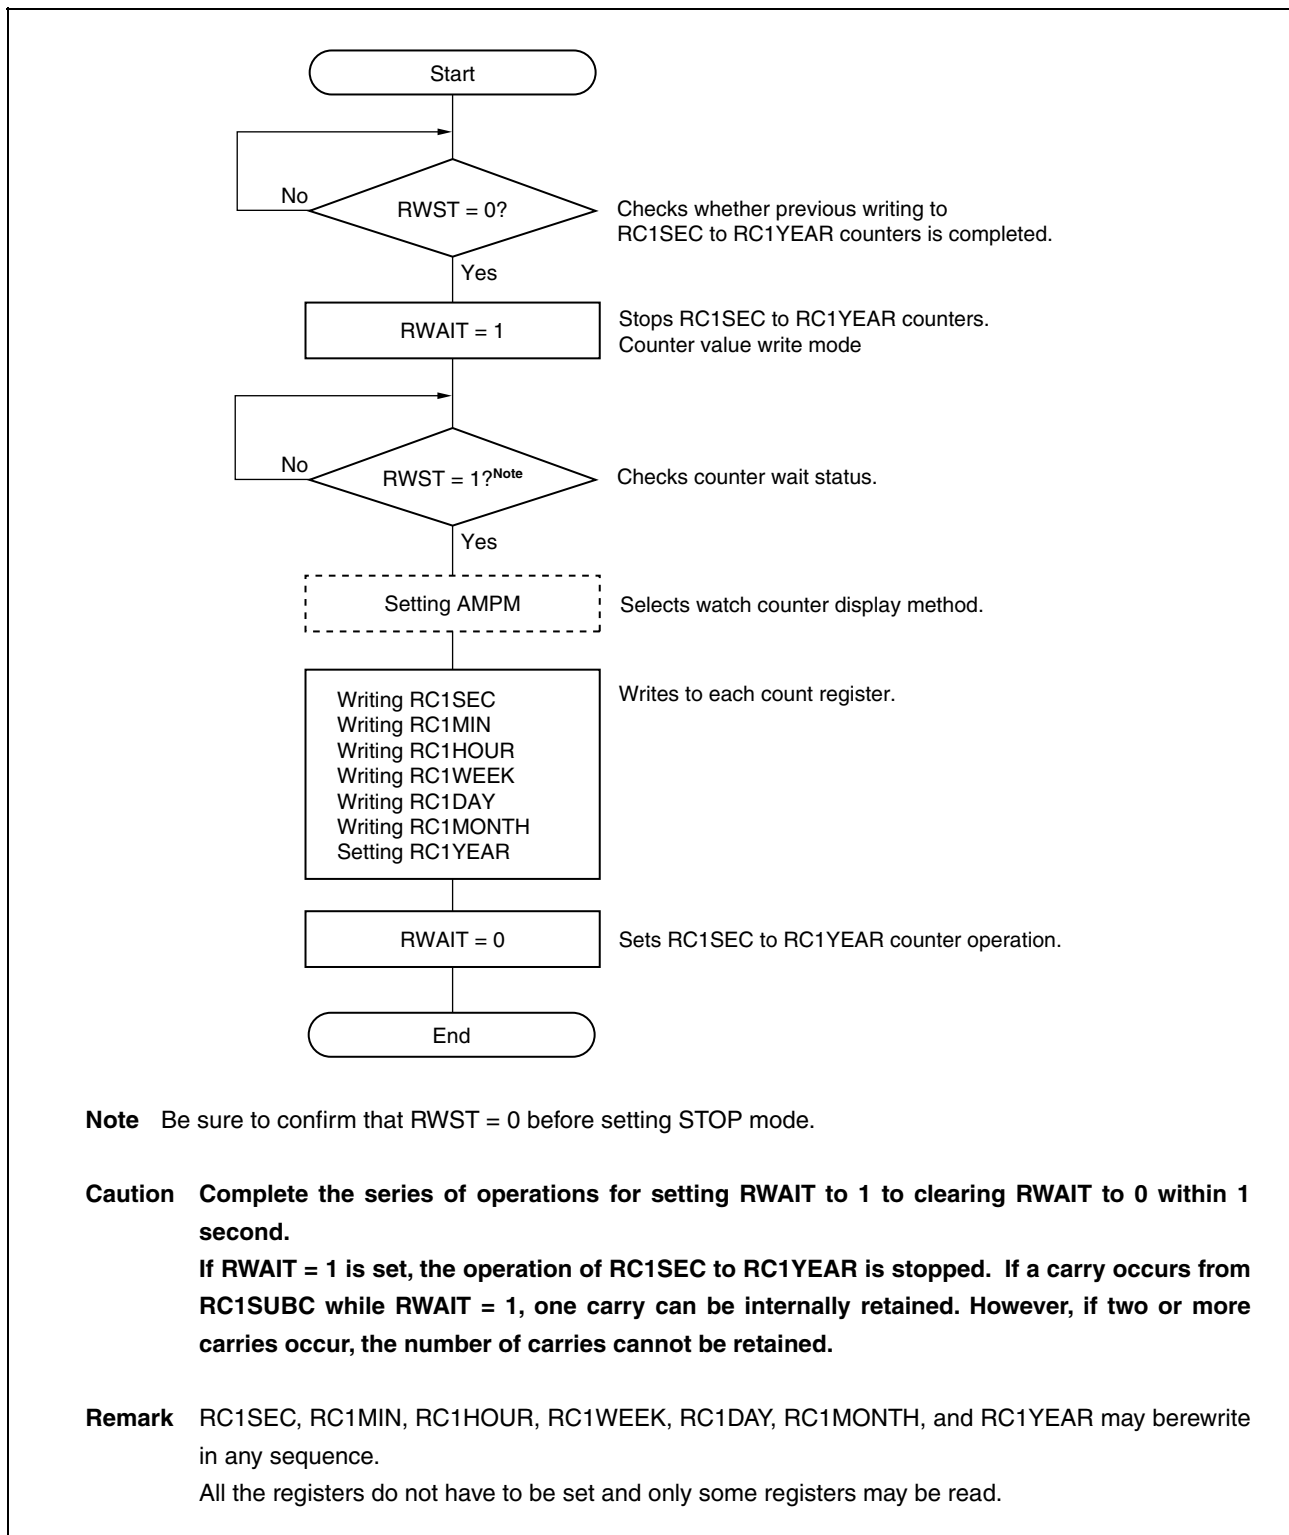 Start
No
RWST = 0?
Checks whether previous writing to
RC1SEC to RC1YEAR counters is completed.
Yes
RWAIT = 1
Stops RC1SEC to RC1YEAR counters.
Counter value write mode
No
RWST = 1?Note
Checks counter wait status.
Yes
Setting AMPM
Selects watch counter display method.
Writing RC1SEC
Writing RC1MIN
Writing RC1HOUR
Writing RC1WEEK
Writing RC1DAY
Writing RC1MONTH
Setting RC1YEAR
Writes to each count register.
RWAIT = 0
Sets RC1SEC to RC1YEAR counter operation.
End
Note Be sure to confirm that RWST = 0 before setting STOP mode.
Caution Complete the series of operations for setting RWAIT to 1 to clearing RWAIT to 0 within 1
second.
If RWAIT = 1 is set, the operation of RC1SEC to RC1YEAR is stopped. If a carry occurs from
RC1SUBC while RWAIT = 1, one carry can be internally retained. However, if two or more
carries occur, the number of carries cannot be retained.
Remark RC1SEC, RC1MIN, RC1HOUR, RC1WEEK, RC1DAY, RC1MONTH, and RC1YEAR may berewrite
in any sequence.
All the registers do not have to be set and only some registers may be read.